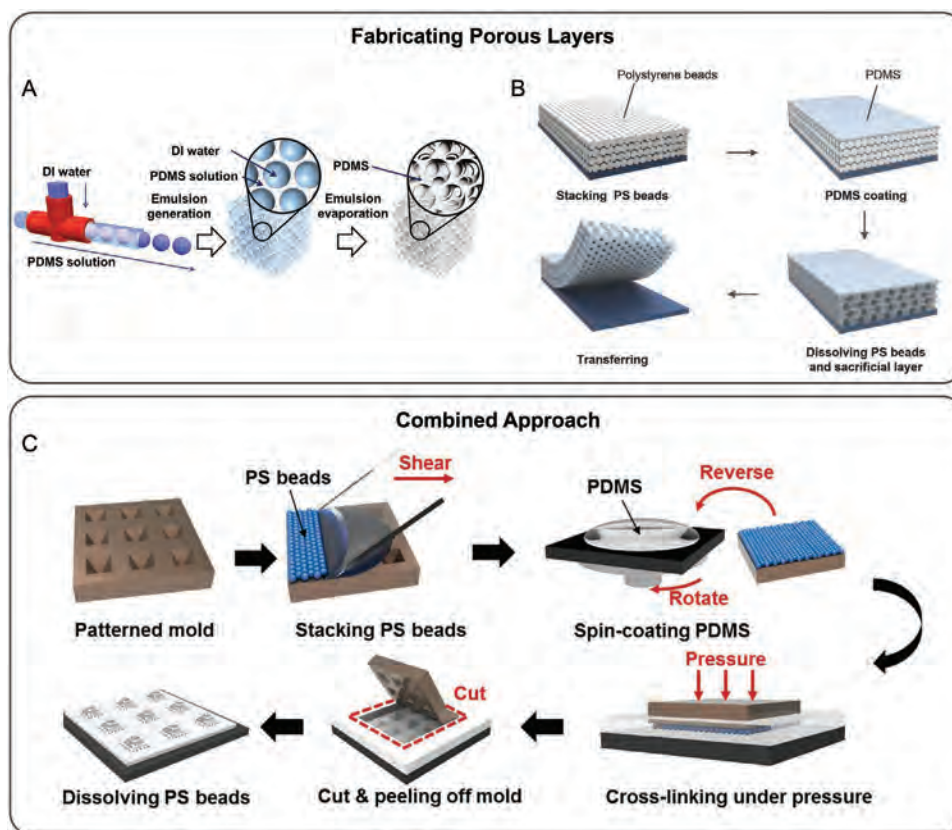 Fabricating Porous Layers
A
DI water
PDMS solution
Emulsion
generation
DI water
PDMS solution
Emulsion
evaporation
PDMS
B
Polystyrene beads
Stacking PS beads
PDMS
PDMS coating
Dissolving PS beads
and sacrificial layer
Transferring
Combined Approach
C
Patterned mold
PS beads
Shear
Stacking PS beads
PDMS
Reverse
Rotate
Spin-coating PDMS
Pressure
Cross-linking under pressure
Cut
Cut & peeling off mold
Dissolving PS beads